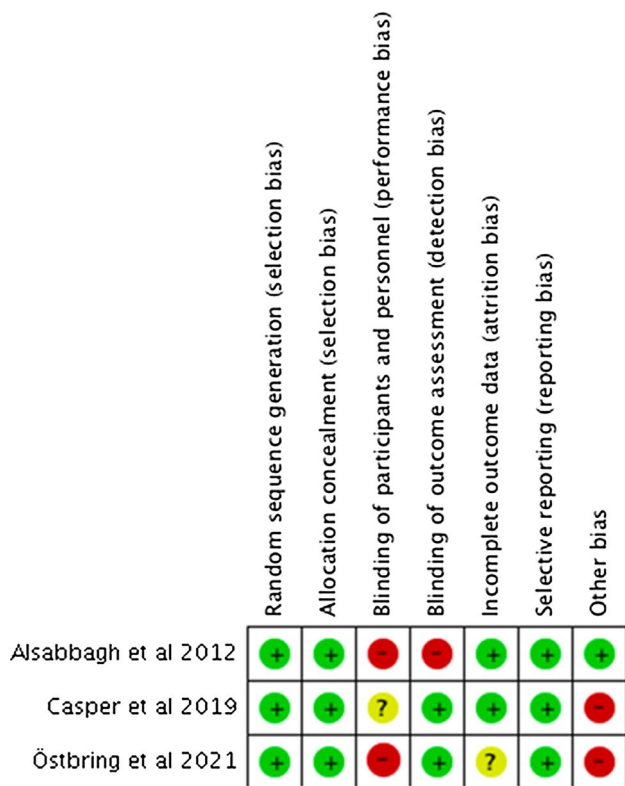 Random sequence generation (selection bias)
Allocation concealment (selection bias)
Blinding of participants and personnel (performance bias)
Blinding of outcome assessment (detection bias)
Incomplete outcome data (attrition bias)
Selective reporting (reporting bias)
Other bias
Alsabbagh et al 2012 + + - - + + +
Casper et al 2019 + + ? + + + -
Östbring et al 2021 + + - + ? + -